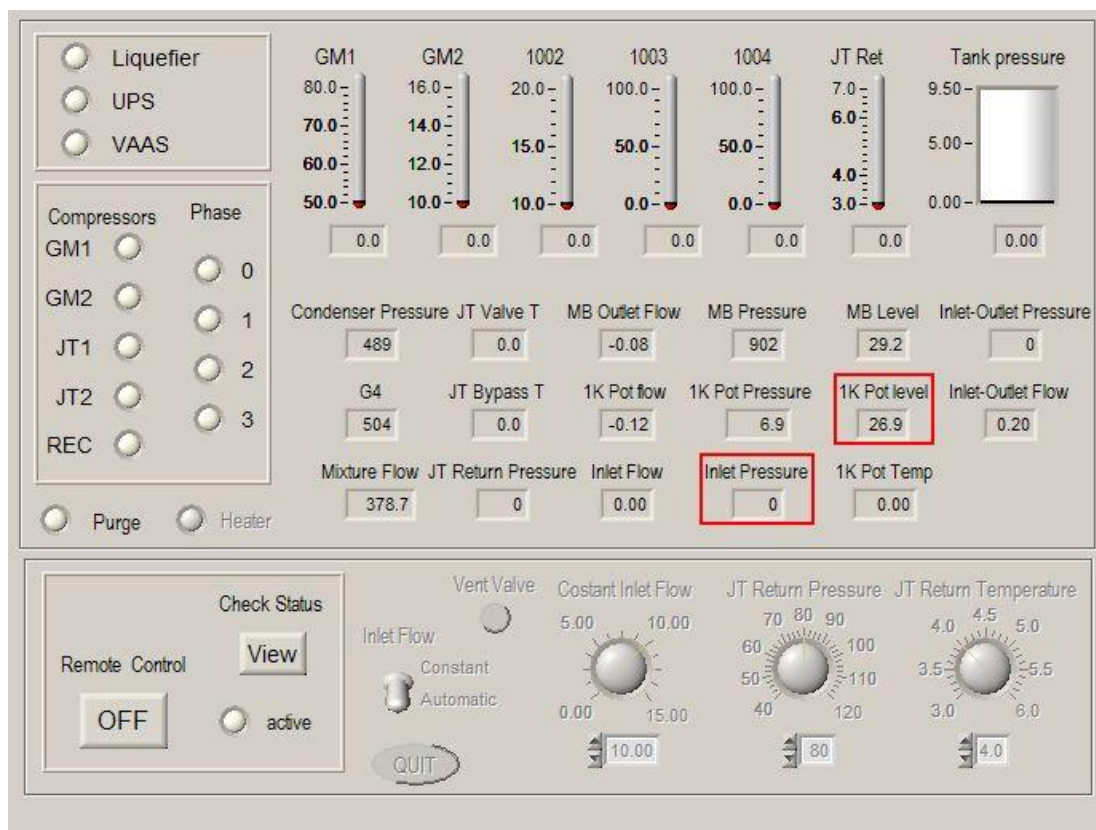 Liquefier
UPS
VAAS
Compressors Phase
GM1
GM2
JT1
JT2
REC
0
1
2
3
Purge Heater
GM1 GM2 1002 1003 1004 JT Ret Tank pressure
80.0 16.0 20.0 100.0 100.0 7.0 9.50
6.0
70.0 14.0
15.0 50.0 50.0 5.00
60.0 12.0
4.0
50.0 10.0 10.0 0.0 0.0 3.0 0.00
0.0 0.0 0.0 0.0 0.0 0.0 0.00
Condenser Pressure JT Valve T MB Outlet Flow MB Pressure MB Level Inlet-Outlet Pressure
489 0.0 -0.08 902 29.2 0
G4 JT Bypass T 1K Pot flow 1K Pot Pressure 1K Pot level Inlet-Outlet Flow
504 0.0 -0.12 6.9 26.9 0.20
Mixture Flow JT Return Pressure Inlet Flow Inlet Pressure 1K Pot Temp
378.7 0 0.00 0 0.00
Check Status
View
Remote Control
OFF
active
Vent Valve
Inlet Flow
Constant
Automatic
QUIT
Costant Inlet Flow
5.00 10.00
0.00 15.00
10.00
JT Return Pressure
70 80 90
60 100
50 110
40 120
80
JT Return Temperature
4.0 4.5 5.0
3.5 5.5
3.0 6.0
4.0